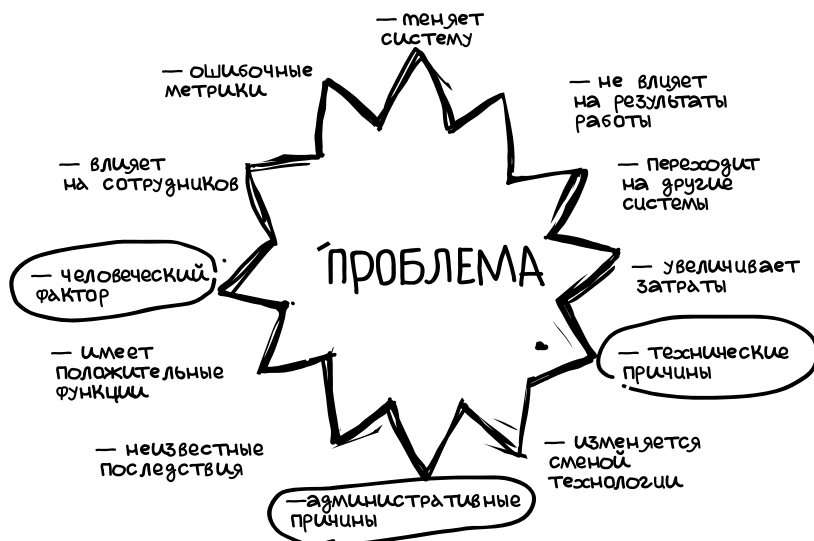 — меняет
систему
— ошибочные
метрики
— не влияет
на результаты
работы
— влияет
на сотрудников
— переходит
на другие
системы
ПРОБЛЕМА
— человеческий
фактор
— увеличивает
затраты
— имеет
положительные
функции
— технические
причины
— неизвестные
последствия
— изменяется
сменой
технологии
— административные
причины